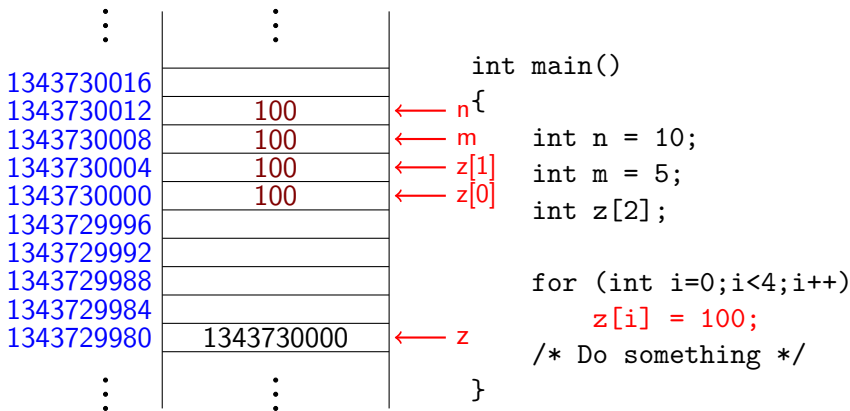 1343730016
1343730012 100 n
1343730008 100 m
1343730004 100 z[1]
1343730000 100 z[0]
1343729996
1343729992
1343729988
1343729984
1343729980 1343730000 z
int main()
{
int n = 10;
int m = 5;
int z[2];
for (int i=0;i<4;i++)
z[i] = 100;
/* Do something */
}